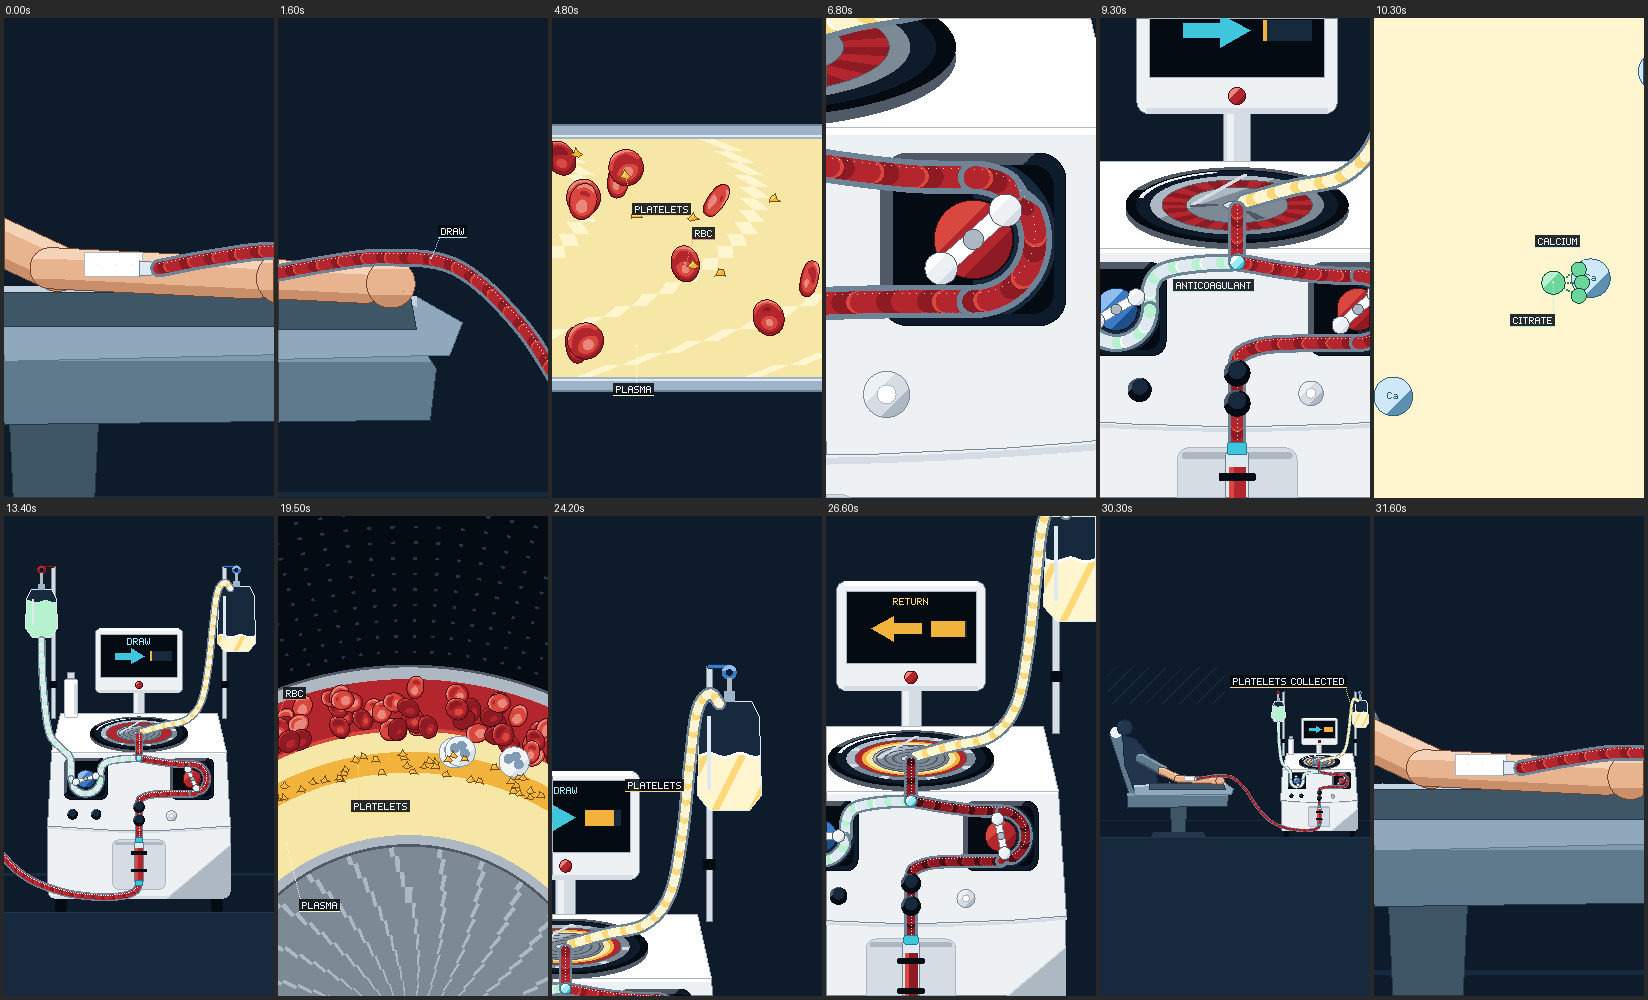 0.00s
1.60s
DRAW
4.80s
PLATELETS
RBC
PLASMA
6.80s
9.30s
ANTICOAGULANT
10.30s
CALCIUM
Ca
CITRATE
Ca
13.40s
DRAW
19.50s
RBC
PLATELETS
PLASMA
24.20s
PLATELETS
DRAW
26.60s
RETURN
30.30s
PLATELETS COLLECTED
31.60s